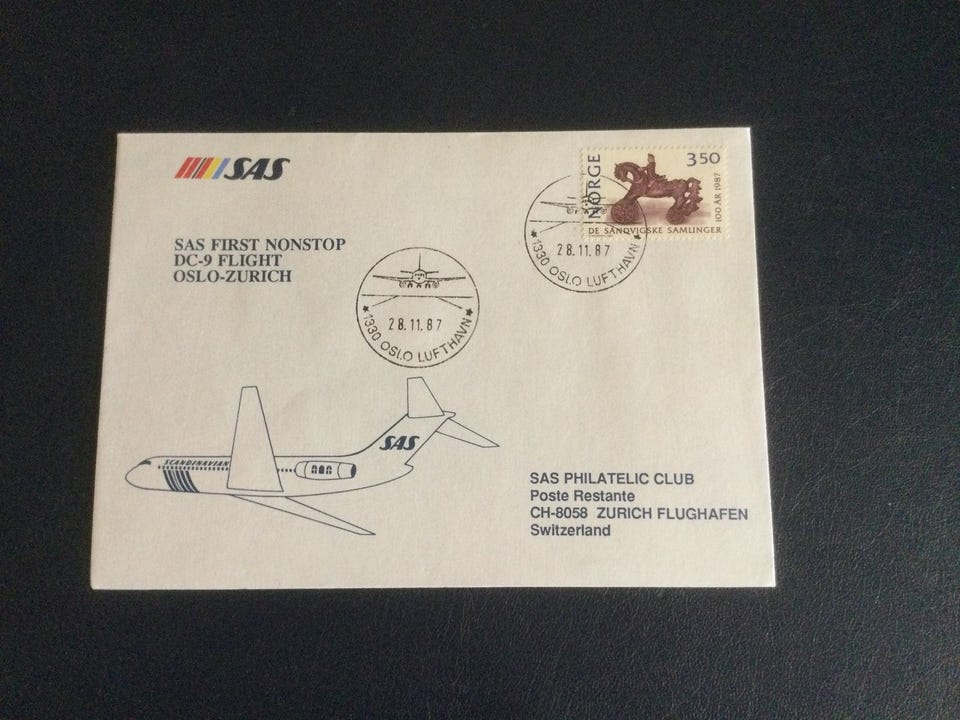 SAS
SAS FIRST NONSTOP
DC-9 FLIGHT
OSLO-ZURICH
NORGE
3 50
100 ÅR 1987
DE SANDVIGSKE SAMLINGER
28.11.87
1330 OSLO LUFTHAVN
28.11.87
1330 OSLO LUFTHAVN
SCANDINAVIAN
SAS
SAS PHILATELIC CLUB
Poste Restante
CH-8058 ZURICH FLUGHAFEN
Switzerland